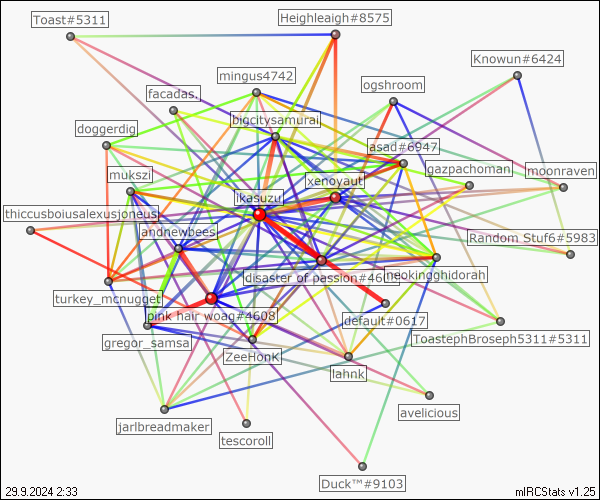 Toast#5311
Heighleaigh#8575
Knowun#6424
mingus4742
ogshroom
facadas.
bigcitysamurai
doggerdig
asad#6947
gazpachoman
moonraven
mukszi
xenoyaut
Ikasuzu
thiccusboiusalexusjoneus
andnewbees
Random Stuf6#5983
disaster of passion#46
neokingghidorah
turkey_mcnugget
pink hair woag#4608
default#0617
gregor_samsa
ToastephBroseph5311#5311
ZeeHonK
lahnk
avelicious
jarlbreadmaker
tescoroll
Duck™#9103
29.9.2024 2:33
mIRCStats v1.25